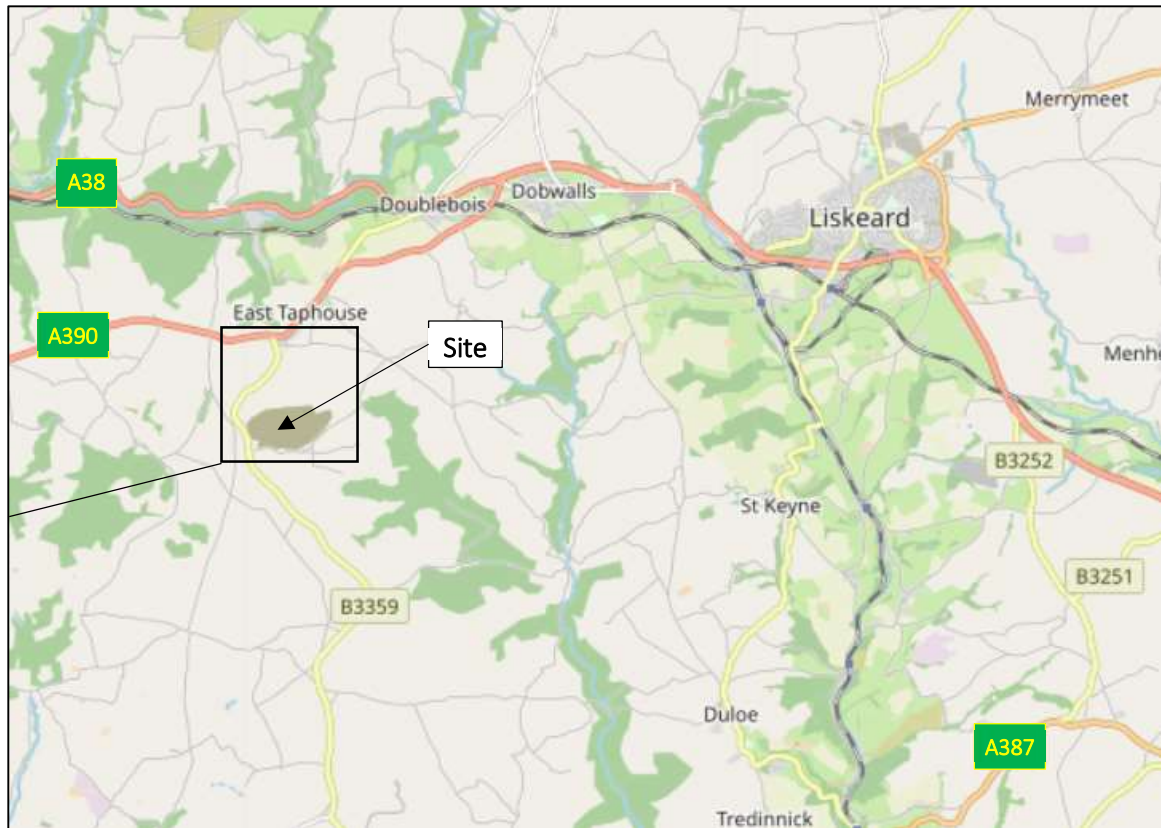 Merrymeet
A38
Dobwalls
Doublebois
Liskeard
East Taphouse
A390
Site
Menhe
B3252
St Keyne
B3251
B3359
Duloe
A387
Tredinnick